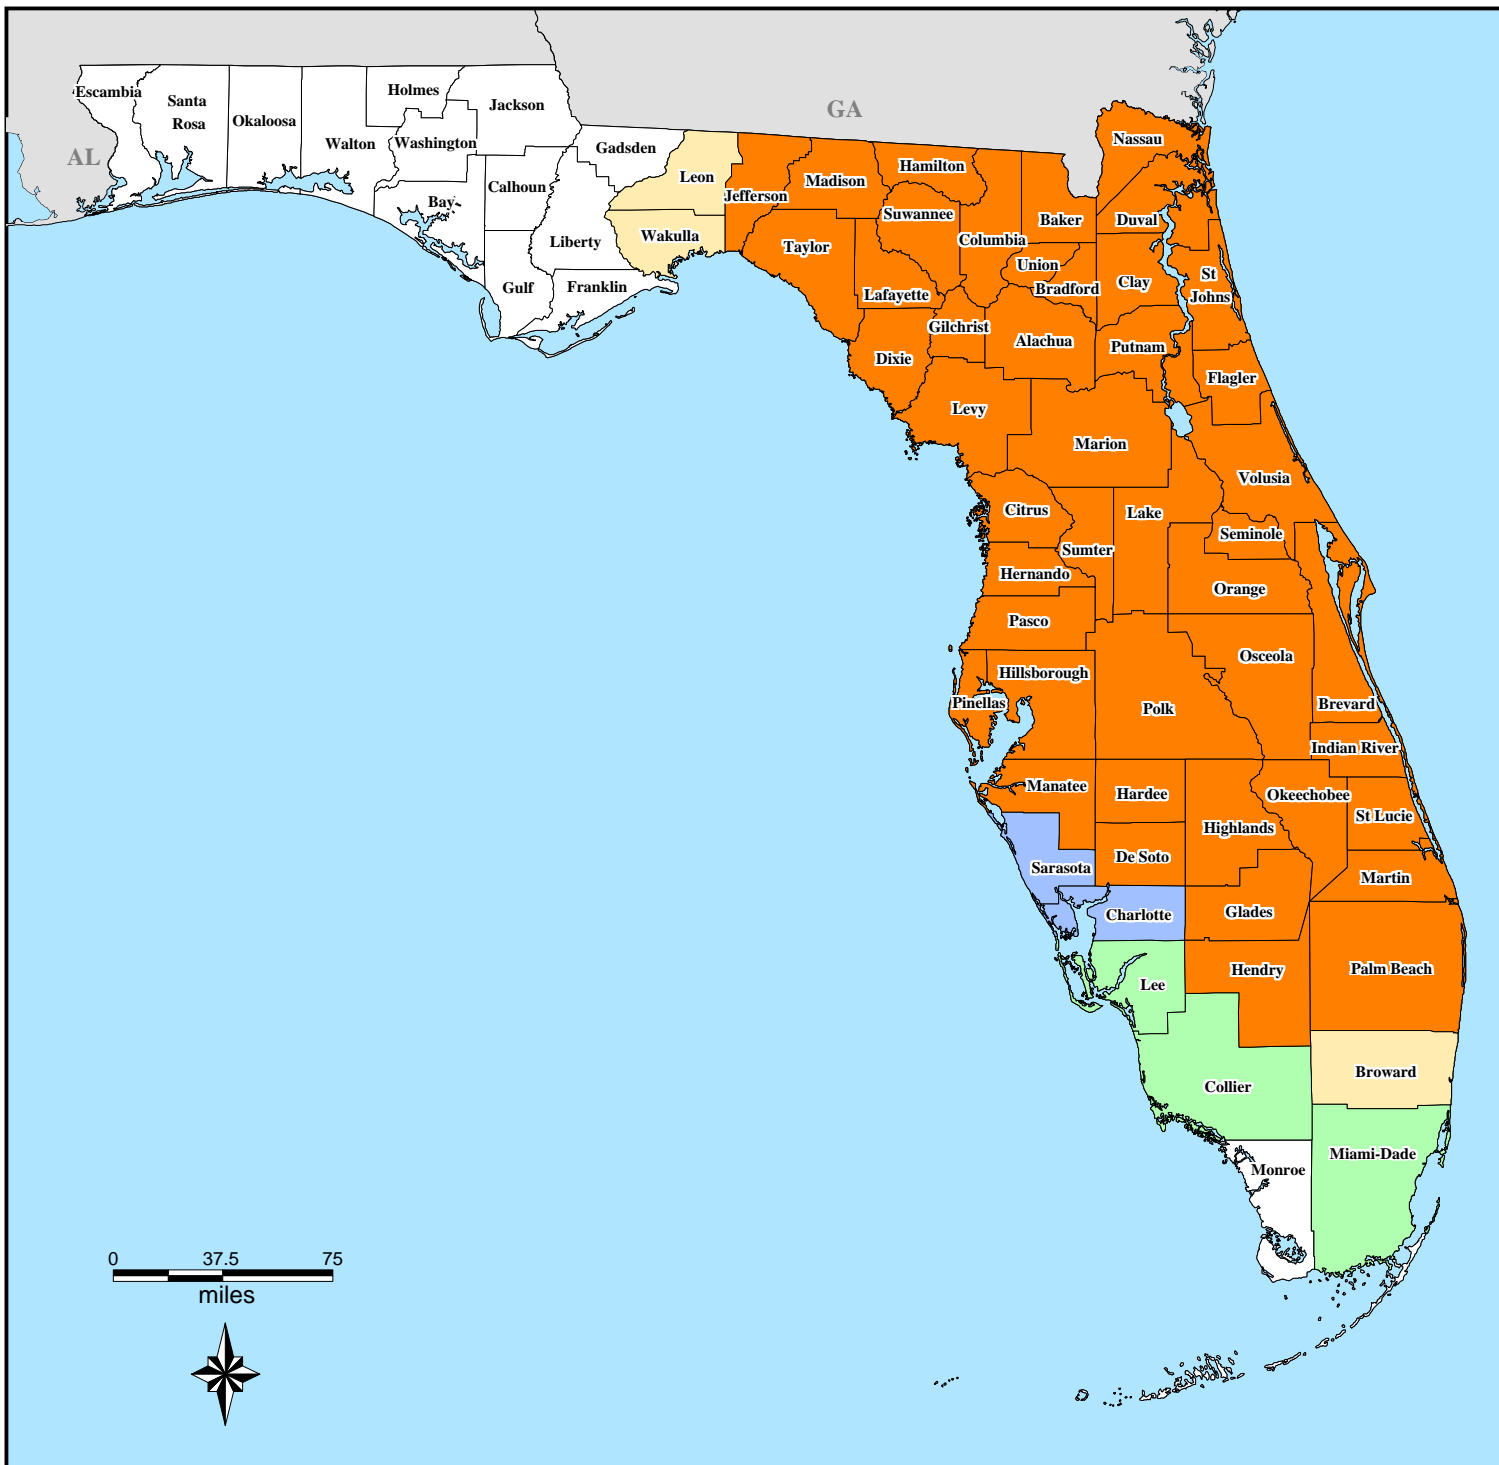 GA
AL
Escambia
Santa
Rosa
Okaloosa
Walton
Holmes
Washington
Jackson
Bay
Calhoun
Gulf
Gadsden
Liberty
Franklin
Leon
Wakulla
Jefferson
Madison
Taylor
Hamilton
Suwannee
Lafayette
Dixie
Columbia
Gilchrist
Baker
Union
Bradford
Alachua
Nassau
Duval
Clay
St
Johns
Putnam
Flagler
Levy
Marion
Volusia
Citrus
Sumter
Lake
Seminole
Hernando
Orange
Pasco
Osceola
Hillsborough
Pinellas
Polk
Brevard
Indian River
Manatee
Hardee
Okeechobee
Highlands
St Lucie
De Soto
Sarasota
Martin
Charlotte
Glades
Lee
Hendry
Palm Beach
Collier
Broward
Miami-Dade
Monroe
0 37.5 75
miles